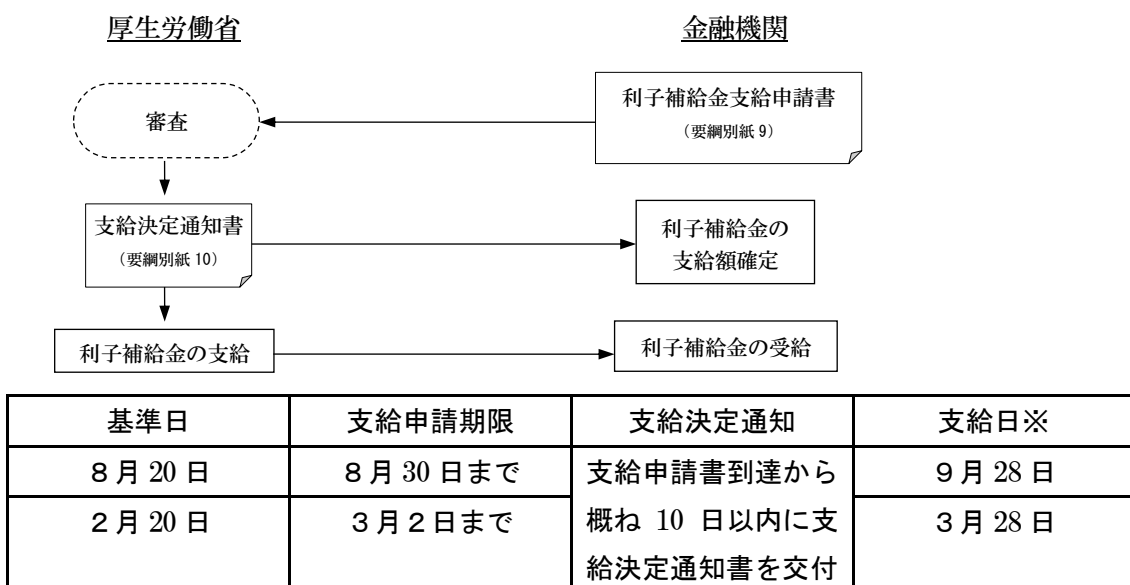 厚生労働省
金融機関
利子補給金支給申請書
（要綱別紙 9）
審査
支給決定通知書
（要綱別紙 10）
利子補給金の
支給額確定
利子補給金の支給
利子補給金の受給
基準日 支給申請期限 支給決定通知 支給日※
８月 20 日 ８月 30 日まで 支給申請書到達から ９月 28 日
２月 20 日 ３月２日まで 概ね 10 日以内に支 ３月 28 日
給決定通知書を交付